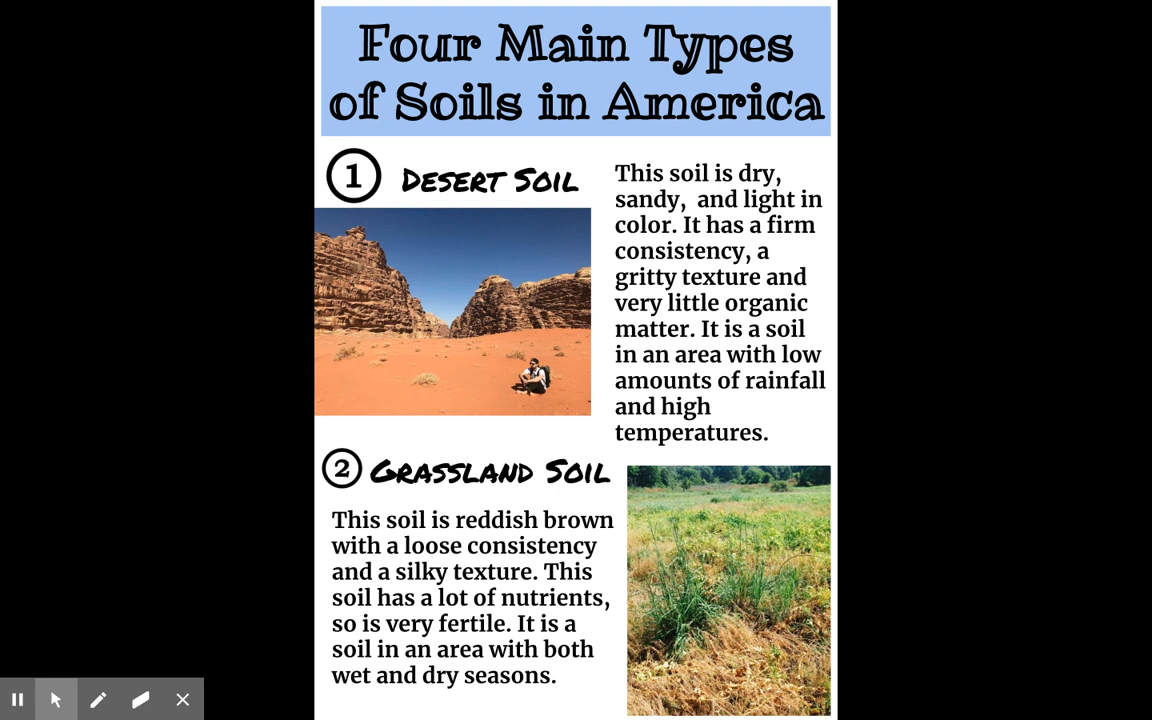 Four Main Types
of Soils in America
1 Desert Soil
This soil is dry,
sandy, and light in
color. It has a firm
consistency, a
gritty texture and
very little organic
matter. It is a soil
in an area with low
amounts of rainfall
and high
temperatures.
2 Grassland Soil
This soil is reddish brown
with a loose consistency
and a silky texture. This
soil has a lot of nutrients,
so is very fertile. It is a
soil in an area with both
wet and dry seasons.